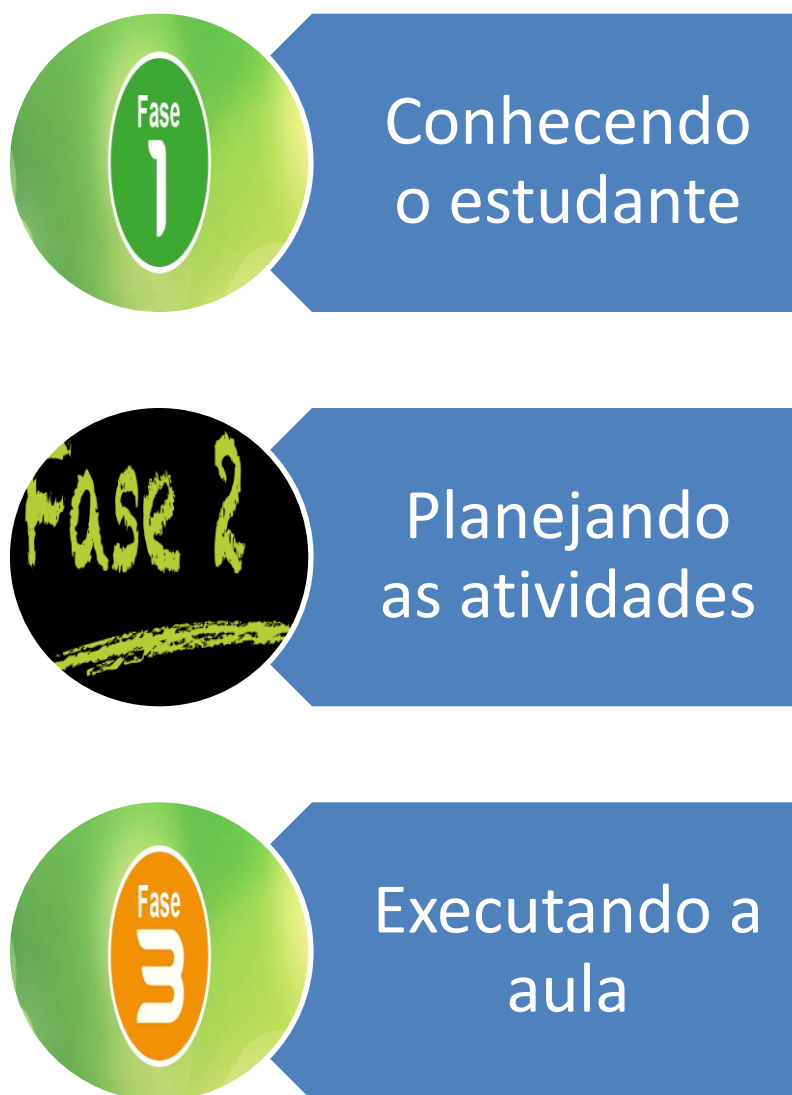 Fase
1
Conhecendo
o estudante
Fase 2
Planejando
as atividades
Fase
3
Executando a
aula